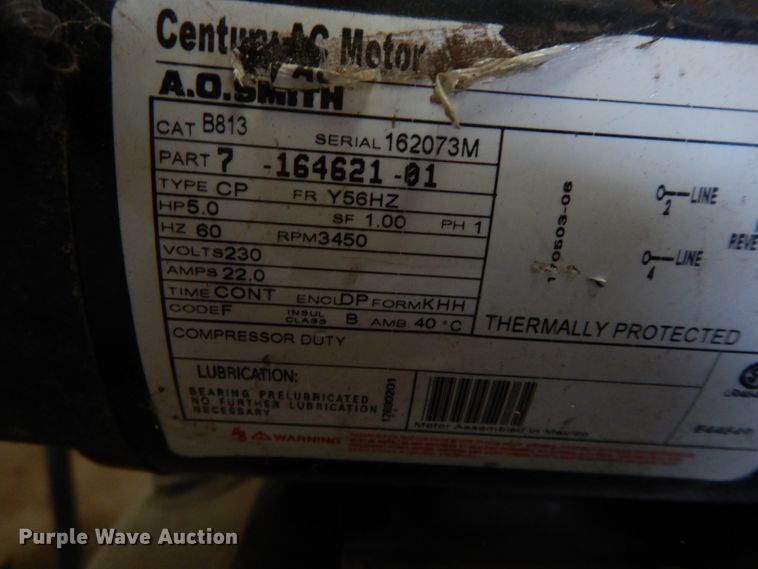 Century AC Motor
A.O.SMITH
CAT B813 SERIAL 162073M
PART 7 -164621 -01
TYPE CP FR Y56HZ
HP 5.0 SF 1.00 PH 1
HZ 60 RPM 3450
VOLTS 230
AMPS 22.0
TIME CONT ENCL DP FORM KHH
CODE F INSUL CLASS B AMB. 40 °C
COMPRESSOR DUTY
LUBRICATION:
BEARING PRELUBRICATED
NO FURTHER LUBRICATION
NECESSARY
2 LINE
4 LINE
THERMALLY PROTECTED
Motor Assembled in Mexico
WARNING
Purple Wave Auction